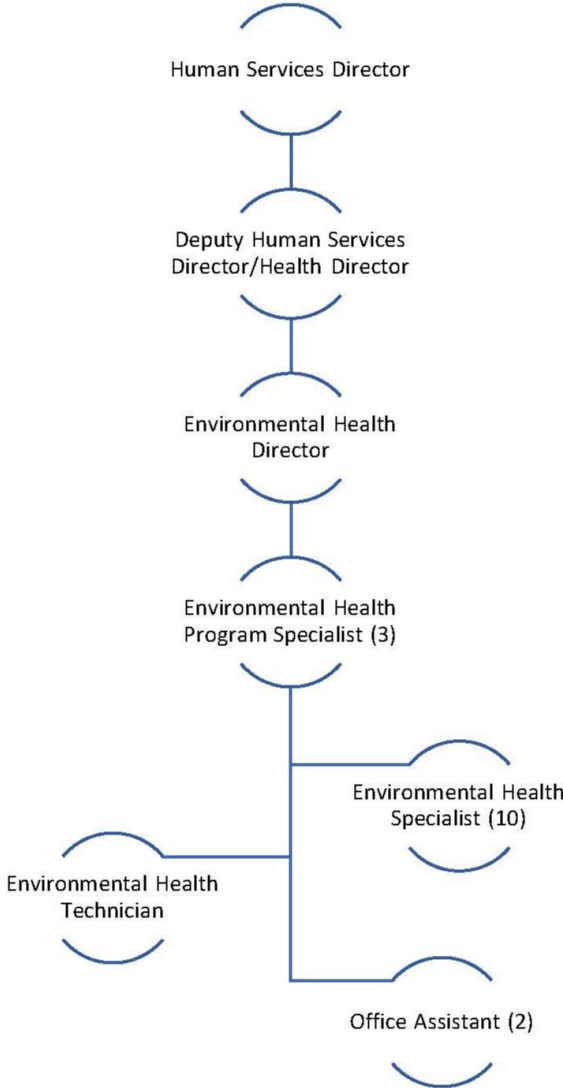 Human Services Director
Deputy Human Services
Director/Health Director
Environmental Health
Director
Environmental Health
Program Specialist (3)
Environmental Health
Specialist (10)
Environmental Health
Technician
Office Assistant (2)